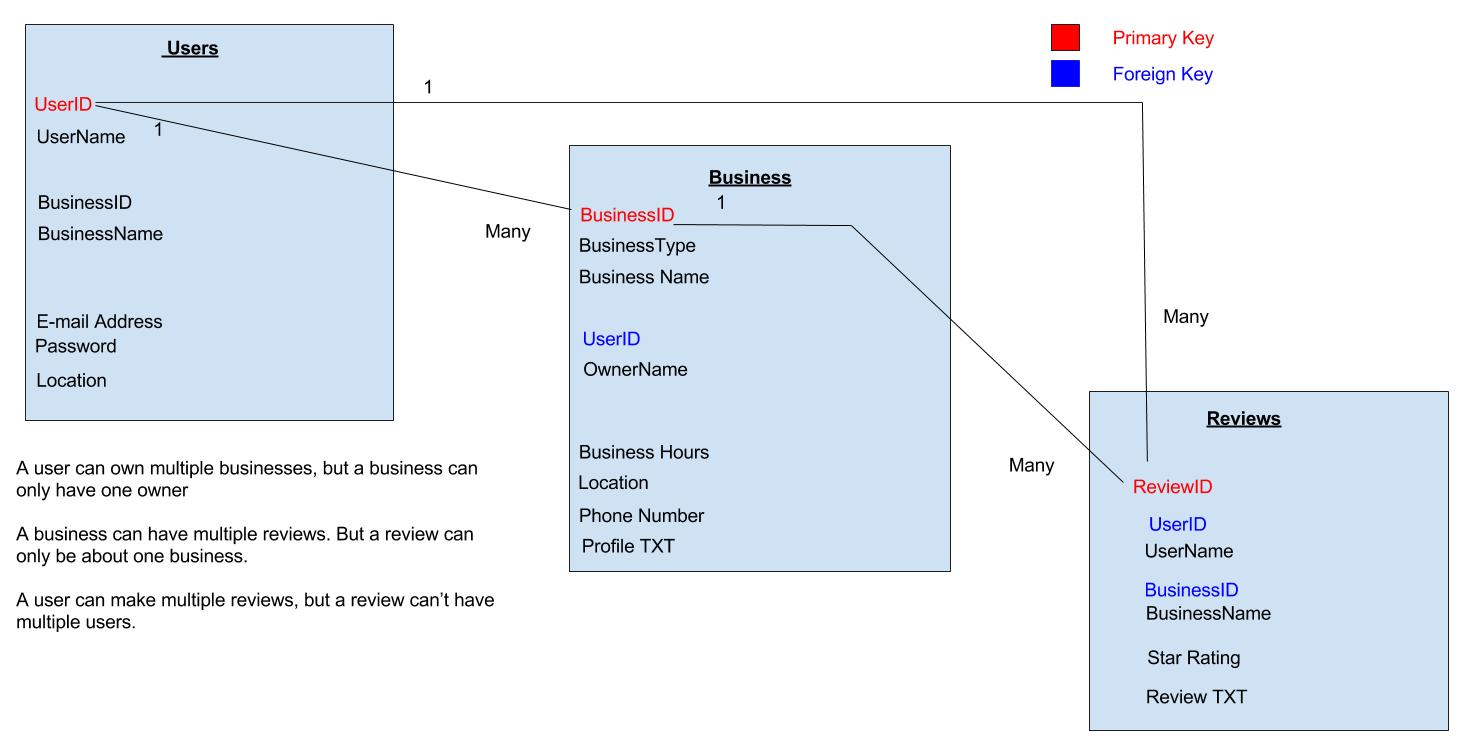 Users
UserID
UserName
BusinessID
BusinessName
E-mail Address
Password
Location
1
1
Many
Business
1
BusinessID
BusinessType
Business Name
UserID
OwnerName
Business Hours
Location
Phone Number
Profile TXT
Primary Key
Foreign Key
Many
Many
Reviews
ReviewID
UserID
UserName
BusinessID
BusinessName
Star Rating
Review TXT
A user can own multiple businesses, but a business can
only have one owner
A business can have multiple reviews. But a review can
only be about one business.
A user can make multiple reviews, but a review can't have
multiple users.